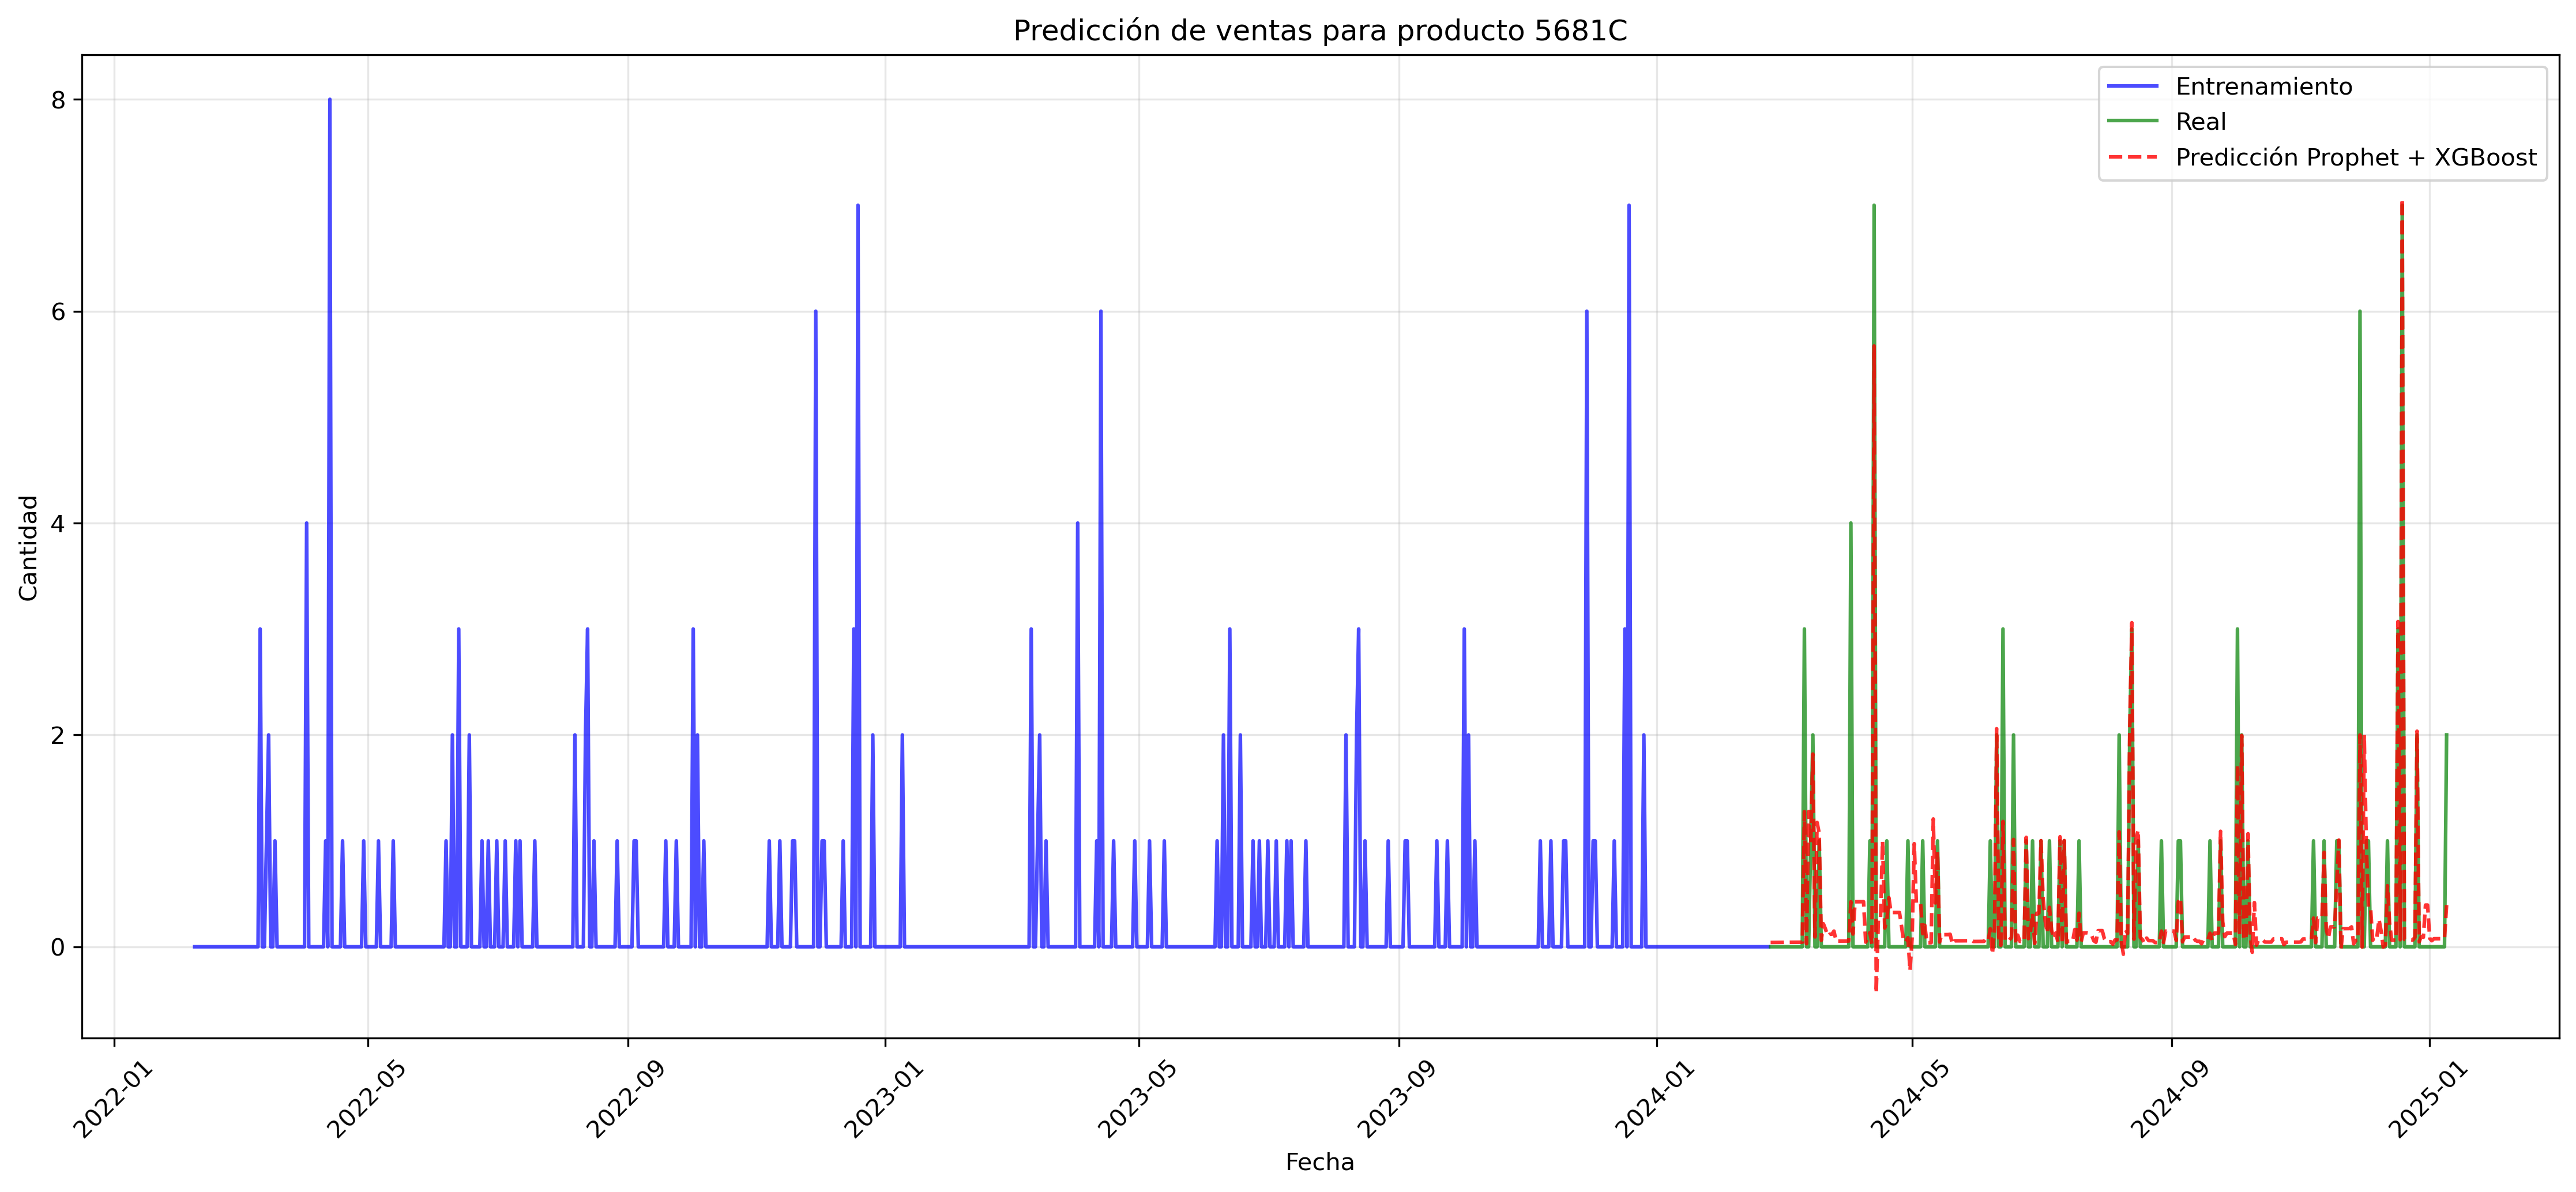 Predicción de ventas para producto 5681C
Entrenamiento
Real
Predicción Prophet + XGBoost
Cantidad
8
6
4
2
0
2022-01
2022-05
2022-09
2023-01
2023-05
2023-09
2024-01
2024-05
2024-09
2025-01
Fecha